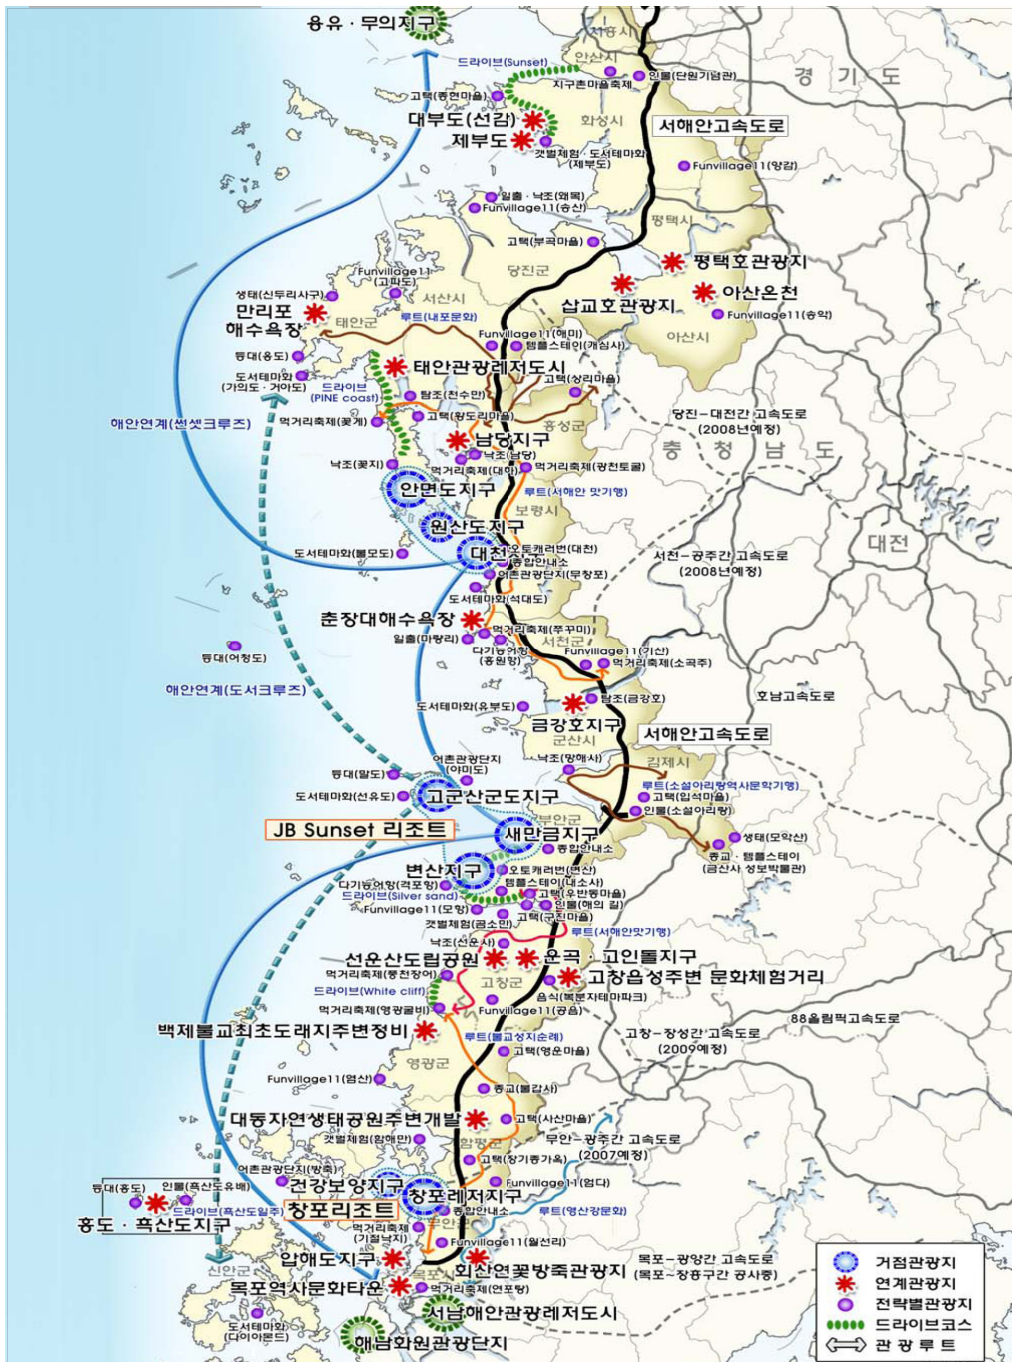 용유 · 무의지구
시흥시
안산시
드라이브(Sunset)
지구촌마을축제
인물(단원기념관)
경 기 도
고택(종현마을)
대부도(선감)
제부도
화성시
서해안고속도로
갯벌체험 · 도서테마화
(제부도)
Funvillage11(양감)
일출 · 낙조(왜목)
Funvillage11(송산)
평택시
고택(부곡마을)
당진군
평택호관광지
삽교호관광지
아산온천
Funvillage11
(고파도)
생태(신두리사구)
서산시
만리포
해수욕장
태안군
루트(내포문화)
Funvillage11(송악)
아산시
Funvillage11(해미)
템플스테이(개심사)
등대(옹도)
도서테마화
(가의도 · 거아도)
드라이브
(PINE coast)
태안관광레저도시
고택(상리마을)
탐조(천수만)
먹거리축제(꽃게)
고택(왕도리마을)
홍성군
당진-대전간 고속도로
(2008년예정)
해안연계(썬셋크루즈)
남당지구
충 청 남 도
낙조(남당)
낙조(꽃지)
먹거리축제(대하)
먹거리축제(광천토굴)
안면도지구
루트(서해안 맛기행)
보령시
원산도지구
대천지구
오토캐러번(대천)
종합안내소
도서테마화(불모도)
어촌관광단지(무창포)
서천-공주간 고속도로
(2008년예정)
대전
도서테마화(석대도)
춘장대해수욕장
먹거리축제(쭈꾸미)
일출(마량리)
다기능어항
(홍원항)
서천군
Funvillage11(기산)
먹거리축제(소곡주)
등대(어청도)
해안연계(도서크루즈)
호남고속도로
탐조(금강호)
도서테마화(유부도)
금강호지구
서해안고속도로
군산시
낙조(망해사)
김제시
어촌관광단지
(야미도)
등대(말도)
루트(소설아리랑역사문학기행)
도서테마화(선유도)
고군산군도지구
고택(입석마을)
인물(소설아리랑)
JB Sunset 리조트
부안군
새만금지구
종합안내소
생태(모악산)
종교 · 템플스테이
(금산사 성보박물관)
변산지구
오토캐러번(변산)
다기능어항(격포항)
템플스테이(내소사)
드라이브(Silver sand)
고택(우반동마을)
Funvillage11(모항)
인물(해의 길)
고택(구진마을)
갯벌체험(곰소만)
루트(서해안맛기행)
낙조(선운사)
선운산도립공원
운곡 · 고인돌지구
먹거리축제(풍천장어)
고창읍성주변 문화체험거리
고창군
드라이브(White cliff)
음식(복분자테마파크)
먹거리축제(영광굴비)
Funvillage11(공음)
88올림픽고속도로
백제불교최초도래지주변정비
고창-장성간 고속도로
(2009예정)
루트(불교성지순례)
고택(영운마을)
영광군
Funvillage11(염산)
종교(불갑사)
대동자연생태공원주변개발
고택(사산마을)
갯벌체험(함해만)
함평군
무안-광주간 고속도로
(2007예정)
고택(장기종가옥)
어촌관광단지(방축)
건강보양지구
Funvillage11(엄다)
등대(홍도)
인물(흑산도유배)
창포레저지구
드라이브(흑산도일주)
창포리조트
종합안내소
루트(영산강문화)
홍도 · 흑산도지구
먹거리축제
(기절낙지)
무안군
Funvillage11(월선리)
신안군
압해도지구
회산연꽃방죽관광지
목포-광양간 고속도로
(목포~장흥구간 공사중)
목포시
목포역사문화타운
먹거리축제(연포탕)
도서테마화
(다이아몬드)
서남해안관광레저도시
해남화원관광단지
거점관광지
연계관광지
전략별관광지
드라이브코스
관 광 루 트